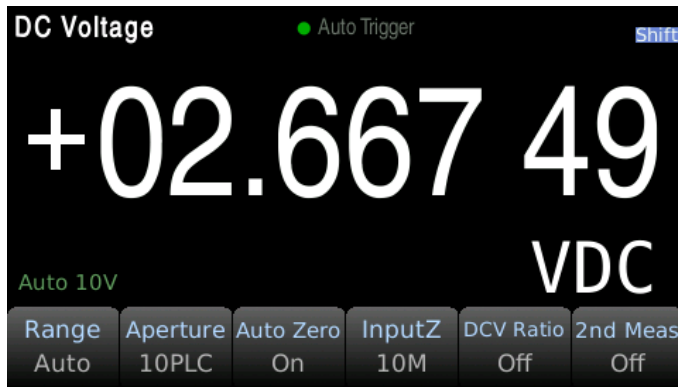 DC Voltage Auto Trigger Shift
+02.667 49
VDC
Auto 10V
Range Aperture Auto Zero InputZ DCV Ratio 2nd Meas
Auto 10PLC On 10M Off Off